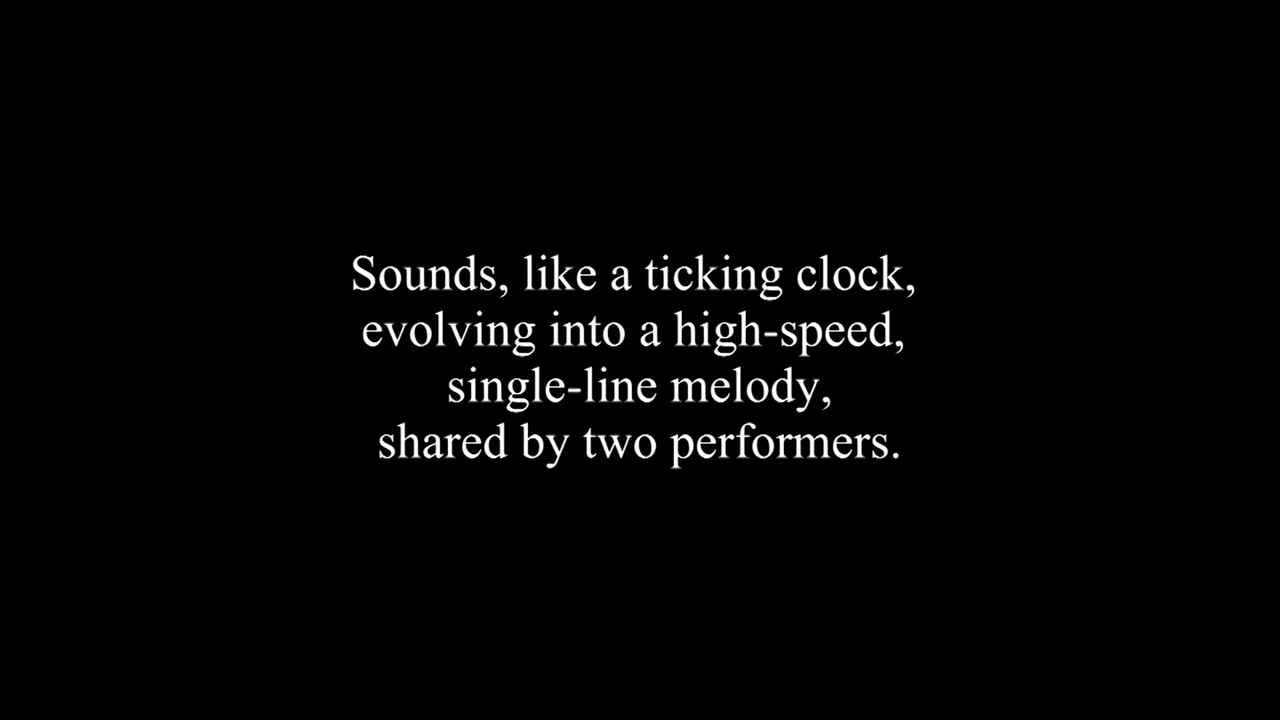 Sounds, like a ticking clock,
evolving into a high-speed,
single-line melody,
shared by two performers.